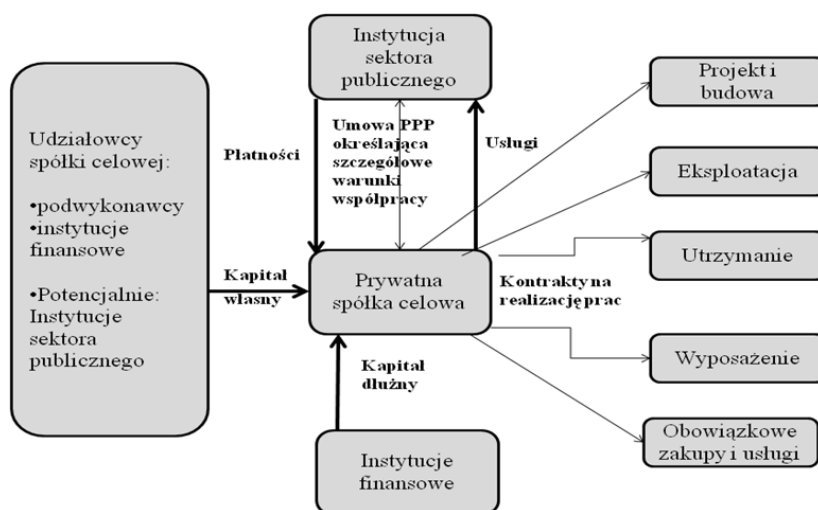 Instytucja
sektora
publicznego
Udziałowcy
spółki celowej:
•podwykonawcy
•instytucje
finansowe
•Potencjalnie:
Instytucje
sektora
publicznego
Płatności
Umowa PPP
określająca
szczegółowe
warunki
współpracy
Usługi
Kapitał
własny
Prywatna
spółka celowa
Kontrakty na
realizację prac
Kapitał
dłużny
Instytucje
finansowe
Projekt i
budowa
Eksploatacja
Utrzymanie
Wyposażenie
Obowiązkowe
zakupy i usługi